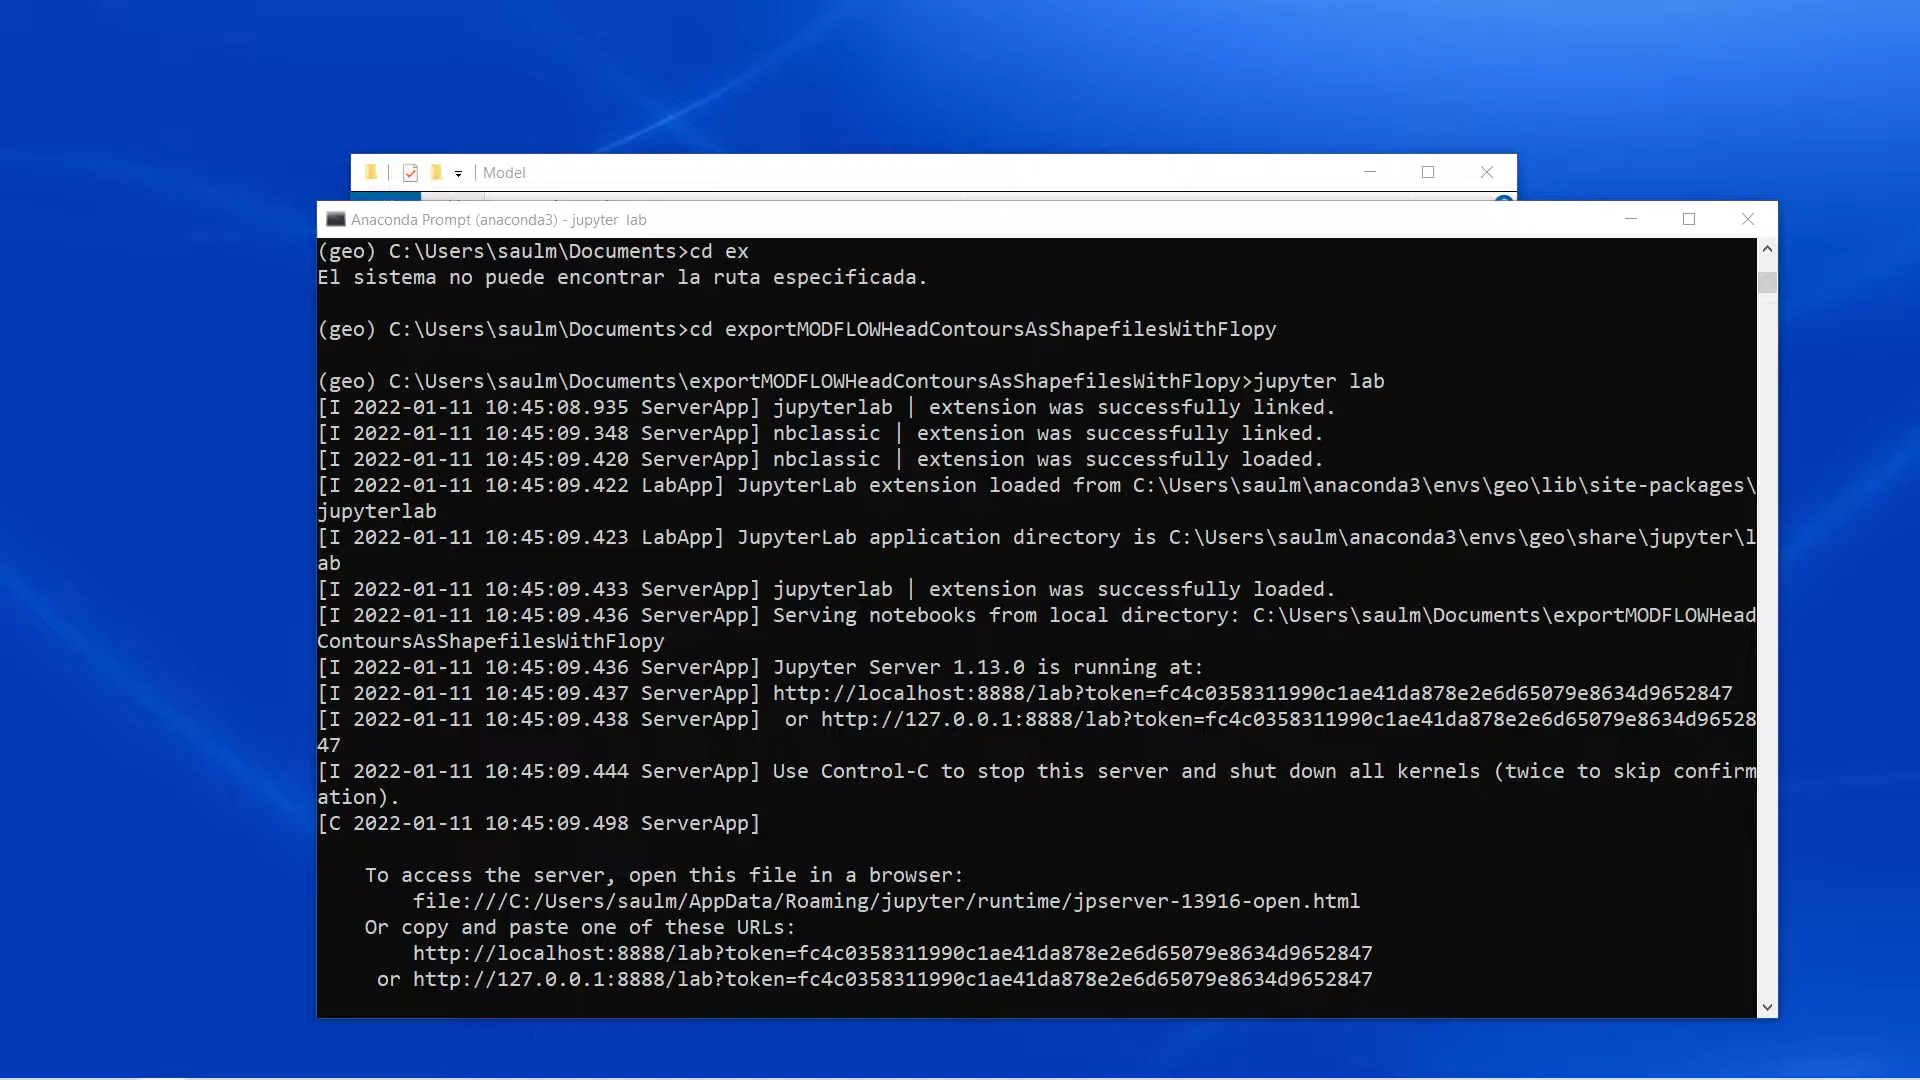 Model
Anaconda Prompt (anaconda3) - jupyter lab
(geo) C:\Users\saulm\Documents>cd ex
El sistema no puede encontrar la ruta especificada.
(geo) C:\Users\saulm\Documents>cd exportMODFLOWHeadContoursAsShapefilesWithFlopy
(geo) C:\Users\saulm\Documents\exportMODFLOWHeadContoursAsShapefilesWithFlopy>jupyter lab
[I 2022-01-11 10:45:08.935 ServerApp] jupyterlab | extension was successfully linked.
[I 2022-01-11 10:45:09.348 ServerApp] nbclassic | extension was successfully linked.
[I 2022-01-11 10:45:09.420 ServerApp] nbclassic | extension was successfully loaded.
[I 2022-01-11 10:45:09.422 LabApp] JupyterLab extension loaded from C:\Users\saulm\anaconda3\envs\geo\lib\site-packages\
jupyterlab
[I 2022-01-11 10:45:09.423 LabApp] JupyterLab application directory is C:\Users\saulm\anaconda3\envs\geo\share\jupyter\l
ab
[I 2022-01-11 10:45:09.433 ServerApp] jupyterlab | extension was successfully loaded.
[I 2022-01-11 10:45:09.436 ServerApp] Serving notebooks from local directory: C:\Users\saulm\Documents\exportMODFLOWHead
ContoursAsShapefilesWithFlopy
[I 2022-01-11 10:45:09.436 ServerApp] Jupyter Server 1.13.0 is running at:
[I 2022-01-11 10:45:09.437 ServerApp] http://localhost:8888/lab?token=fc4c0358311990c1ae41da878e2e6d65079e8634d9652847
[I 2022-01-11 10:45:09.438 ServerApp]  or http://127.0.0.1:8888/lab?token=fc4c0358311990c1ae41da878e2e6d65079e8634d96528
47
[I 2022-01-11 10:45:09.444 ServerApp] Use Control-C to stop this server and shut down all kernels (twice to skip confirm
ation).
[C 2022-01-11 10:45:09.498 ServerApp]
To access the server, open this file in a browser:
file:///C:/Users/saulm/AppData/Roaming/jupyter/runtime/jpserver-13916-open.html
Or copy and paste one of these URLs:
http://localhost:8888/lab?token=fc4c0358311990c1ae41da878e2e6d65079e8634d9652847
or http://127.0.0.1:8888/lab?token=fc4c0358311990c1ae41da878e2e6d65079e8634d9652847